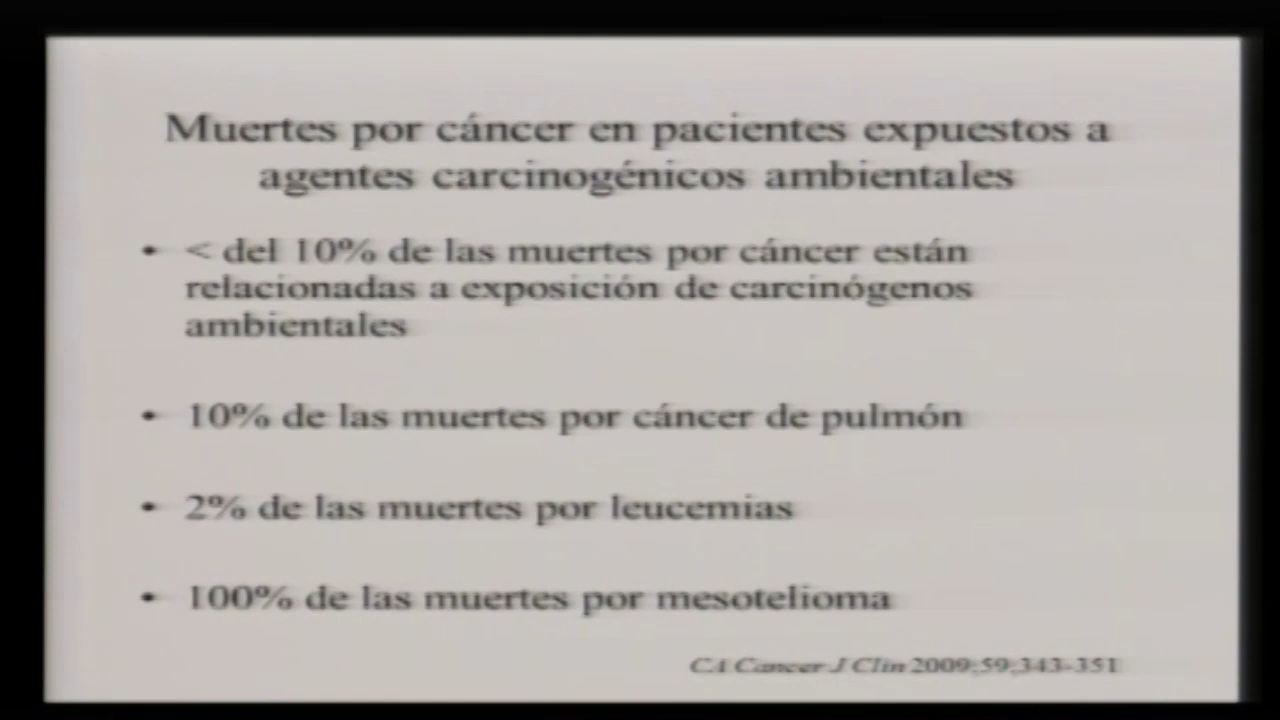 Muertes por cáncer en pacientes expuestos a
agentes carcinogénicos ambientales
• < del 10% de las muertes por cáncer están
relacionadas a exposición de carcinógenos
ambientales
• 10% de las muertes por cáncer de pulmón
• 2% de las muertes por leucemias
• 100% de las muertes por mesotelioma
CA Cancer J Clin 2009;59;343-351